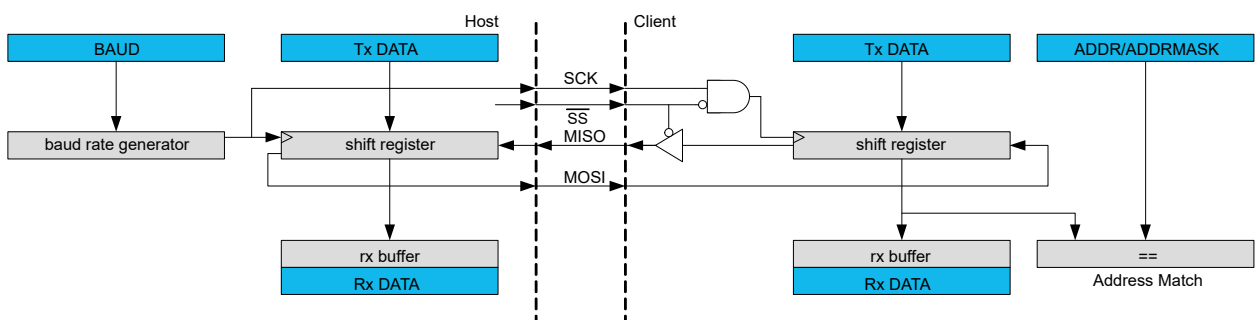 Host
Client
BAUD
Tx DATA
Tx DATA
ADDR/ADDRMASK
SCK
SS
baud rate generator
shift register
MISO
shift register
MOSI
rx buffer
rx buffer
==
Rx DATA
Rx DATA
Address Match